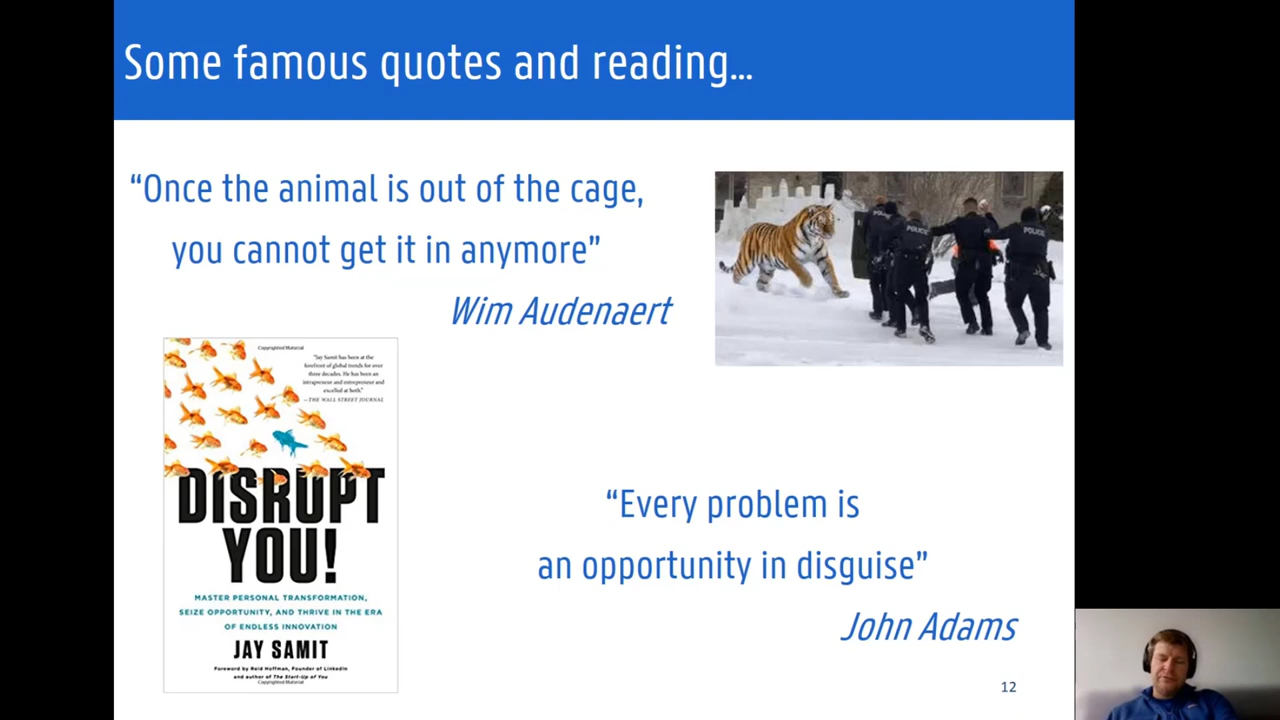 Some famous quotes and reading...
“Once the animal is out of the cage,
you cannot get it in anymore”
Wim Audenaert
POLICE
POLICE
POLICE
POLICE
Copyrighted Material
"Jay Samit has been at the
forefront of global trends for over
three decades. He has been an
intrapreneur and entrepreneur and
excelled at both."
—THE WALL STREET JOURNAL
DISRUPT
YOU!
MASTER PERSONAL TRANSFORMATION,
SEIZE OPPORTUNITY, AND THRIVE IN THE ERA
OF ENDLESS INNOVATION
JAY SAMIT
Foreword by Reid Hoffman, Founder of LinkedIn
and author of The Start-Up of You
Copyrighted Material
“Every problem is
an opportunity in disguise”
John Adams
12